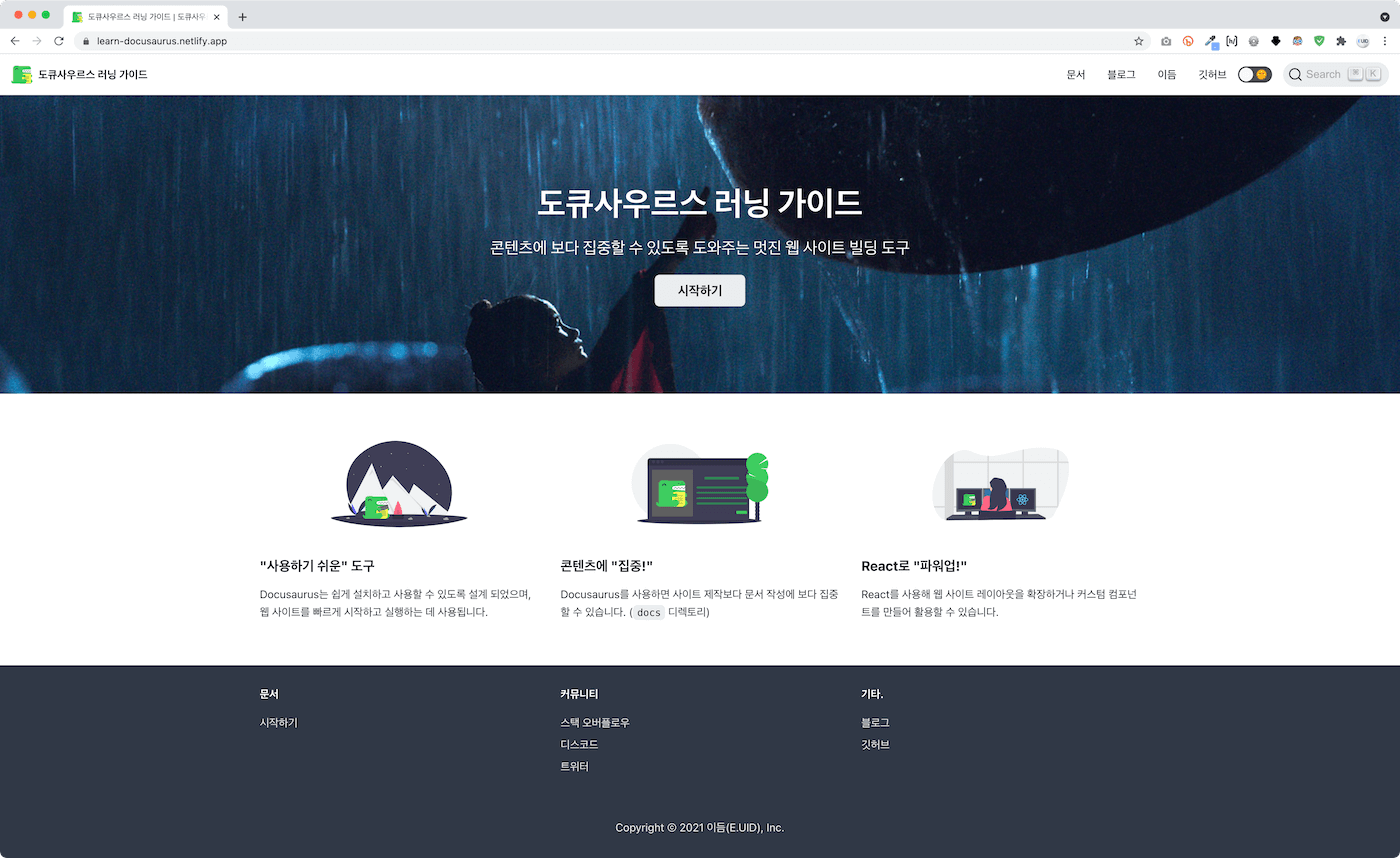 도큐사우르스 러닝 가이드 | 도큐사우
learn-docusaurus.netlify.app
도큐사우르스 러닝 가이드
문서 블로그 이듬 깃허브 Search ⌘ K
도큐사우르스 러닝 가이드
콘텐츠에 보다 집중할 수 있도록 도와주는 멋진 웹 사이트 빌딩 도구
시작하기
"사용하기 쉬운" 도구
Docusaurus는 쉽게 설치하고 사용할 수 있도록 설계 되었으며,
웹 사이트를 빠르게 시작하고 실행하는 데 사용됩니다.
콘텐츠에 "집중!"
Docusaurus를 사용하면 사이트 제작보다 문서 작성에 보다 집중
할 수 있습니다. ( docs 디렉토리)
React로 "파워업!"
React를 사용해 웹 사이트 레이아웃을 확장하거나 커스텀 컴포넌
트를 만들어 활용할 수 있습니다.
문서
시작하기
커뮤니티
스택 오버플로우
디스코드
트위터
기타.
블로그
깃허브
Copyright © 2021 이듬(E.UID), Inc.